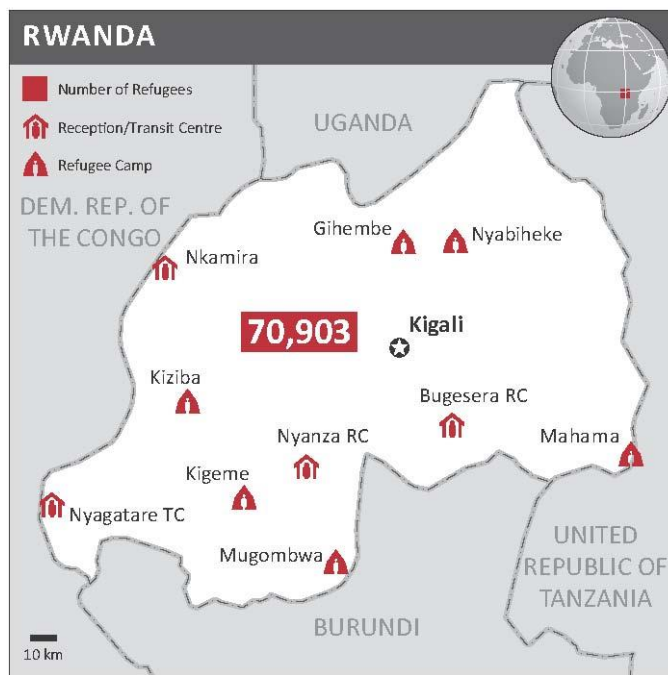 RWANDA
Number of Refugees
Reception/Transit Centre
Refugee Camp
UGANDA
DEM. REP. OF
THE CONGO
Gihembe
Nyabiheke
Nkamira
70,903
Kigali
Kiziba
Bugesera RC
Nyanza RC
Mahama
Kigeme
Nyagatare TC
Mugombwa
UNITED
REPUBLIC OF
TANZANIA
BURUNDI
10 km